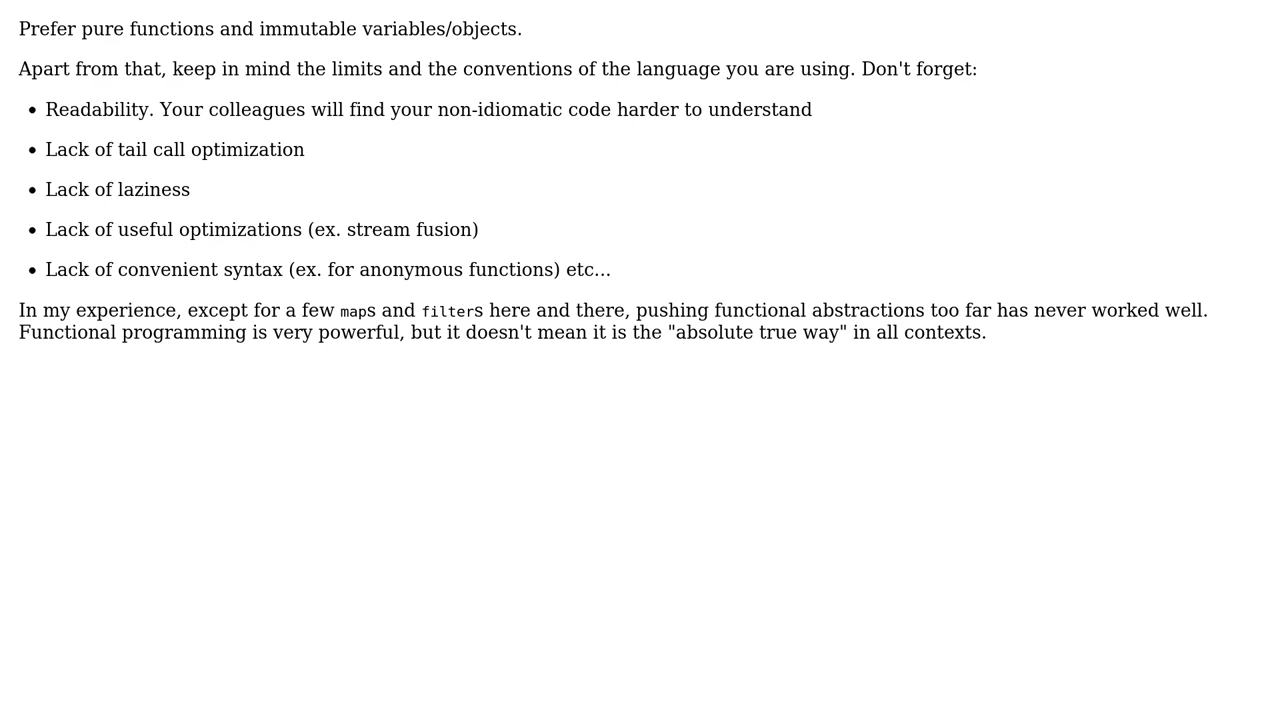 Prefer pure functions and immutable variables/objects.
Apart from that, keep in mind the limits and the conventions of the language you are using. Don't forget:
• Readability. Your colleagues will find your non-idiomatic code harder to understand
• Lack of tail call optimization
• Lack of laziness
• Lack of useful optimizations (ex. stream fusion)
• Lack of convenient syntax (ex. for anonymous functions) etc...
In my experience, except for a few maps and filters here and there, pushing functional abstractions too far has never worked well.
Functional programming is very powerful, but it doesn't mean it is the "absolute true way" in all contexts.